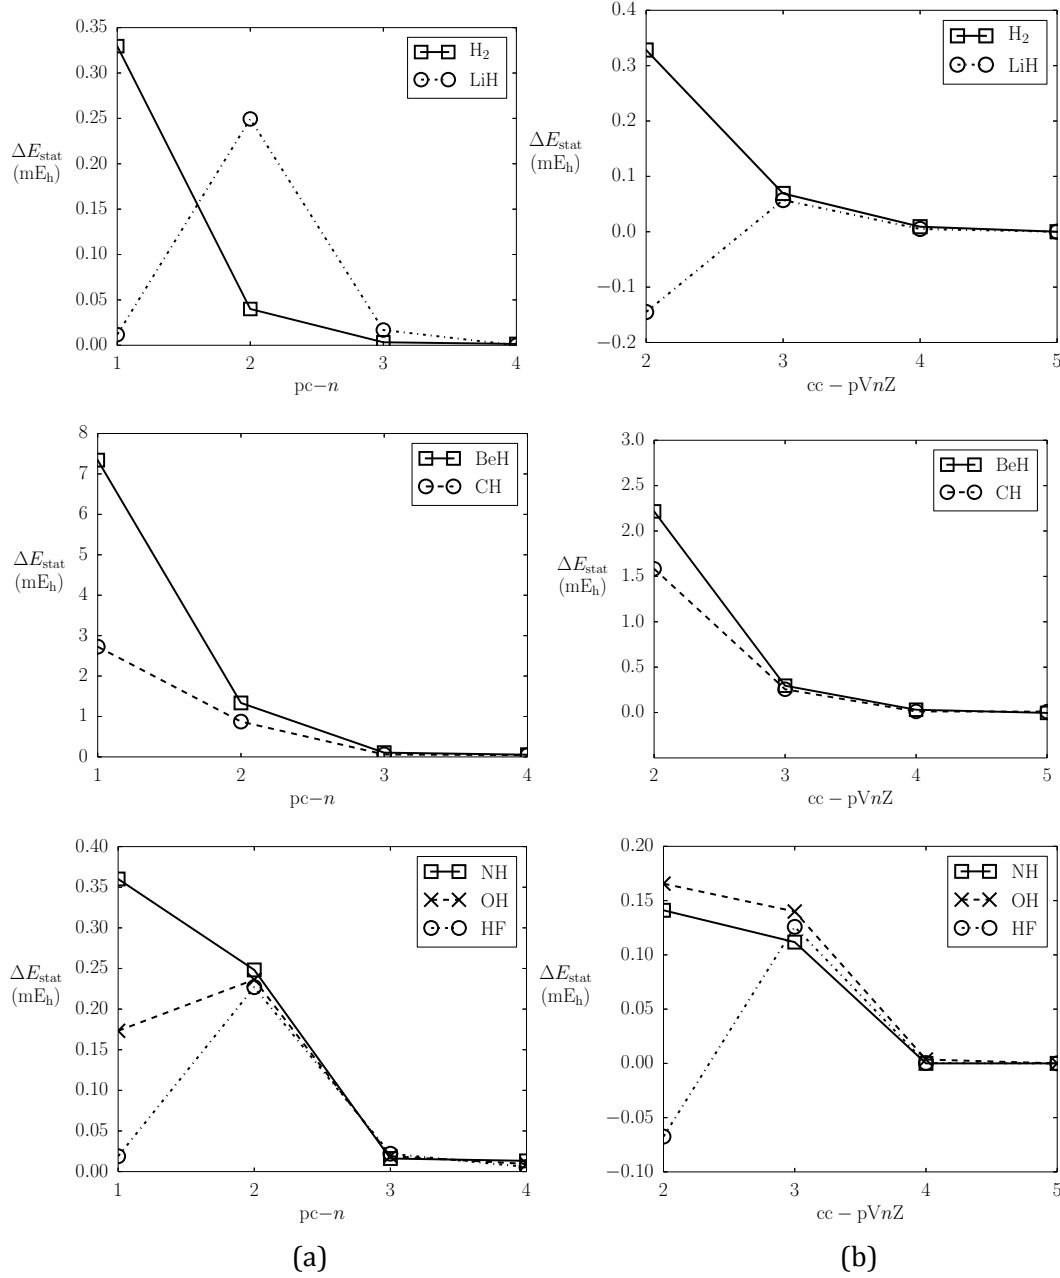 0.35
0.30
0.25
0.20
0.15
0.10
0.05
0.00
ΔE_stat
(mE_h)
H₂
LiH
1 2 3 4
pc−n
0.4
0.3
0.2
0.1
0.0
−0.1
−0.2
ΔE_stat
(mE_h)
H₂
LiH
2 3 4 5
cc − pVnZ
8
7
6
5
4
3
2
1
0
ΔE_stat
(mE_h)
BeH
CH
1 2 3 4
pc−n
3.0
2.5
2.0
1.5
1.0
0.5
0.0
ΔE_stat
(mE_h)
BeH
CH
2 3 4 5
cc − pVnZ
0.40
0.35
0.30
0.25
0.20
0.15
0.10
0.05
0.00
ΔE_stat
(mE_h)
NH
OH
HF
1 2 3 4
pc−n
(a)
0.20
0.15
0.10
0.05
0.00
−0.05
−0.10
ΔE_stat
(mE_h)
NH
OH
HF
2 3 4 5
cc − pVnZ
(b)